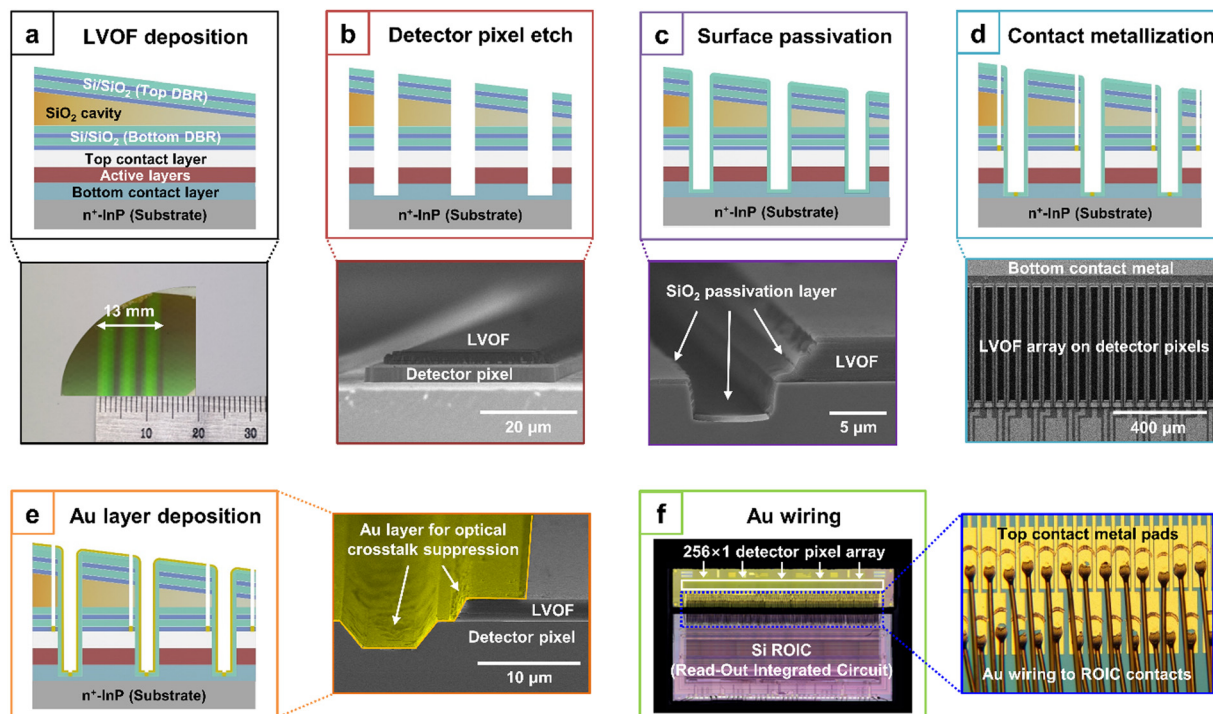 a
LVOF deposition
Si/SiO₂ (Top DBR)
SiO₂ cavity
Si/SiO₂ (Bottom DBR)
Top contact layer
Active layers
Bottom contact layer
n⁺-InP (Substrate)
13 mm
10
20
30
b
Detector pixel etch
n⁺-InP (Substrate)
LVOF
Detector pixel
20 µm
c
Surface passivation
n⁺-InP (Substrate)
SiO₂ passivation layer
LVOF
5 µm
d
Contact metallization
n⁺-InP (Substrate)
Bottom contact metal
LVOF array on detector pixels
400 µm
e
Au layer deposition
n⁺-InP (Substrate)
Au layer for optical
crosstalk suppression
LVOF
Detector pixel
10 µm
f
Au wiring
256×1 detector pixel array
Si ROIC
(Read-Out Integrated Circuit)
Top contact metal pads
Au wiring to ROIC contacts